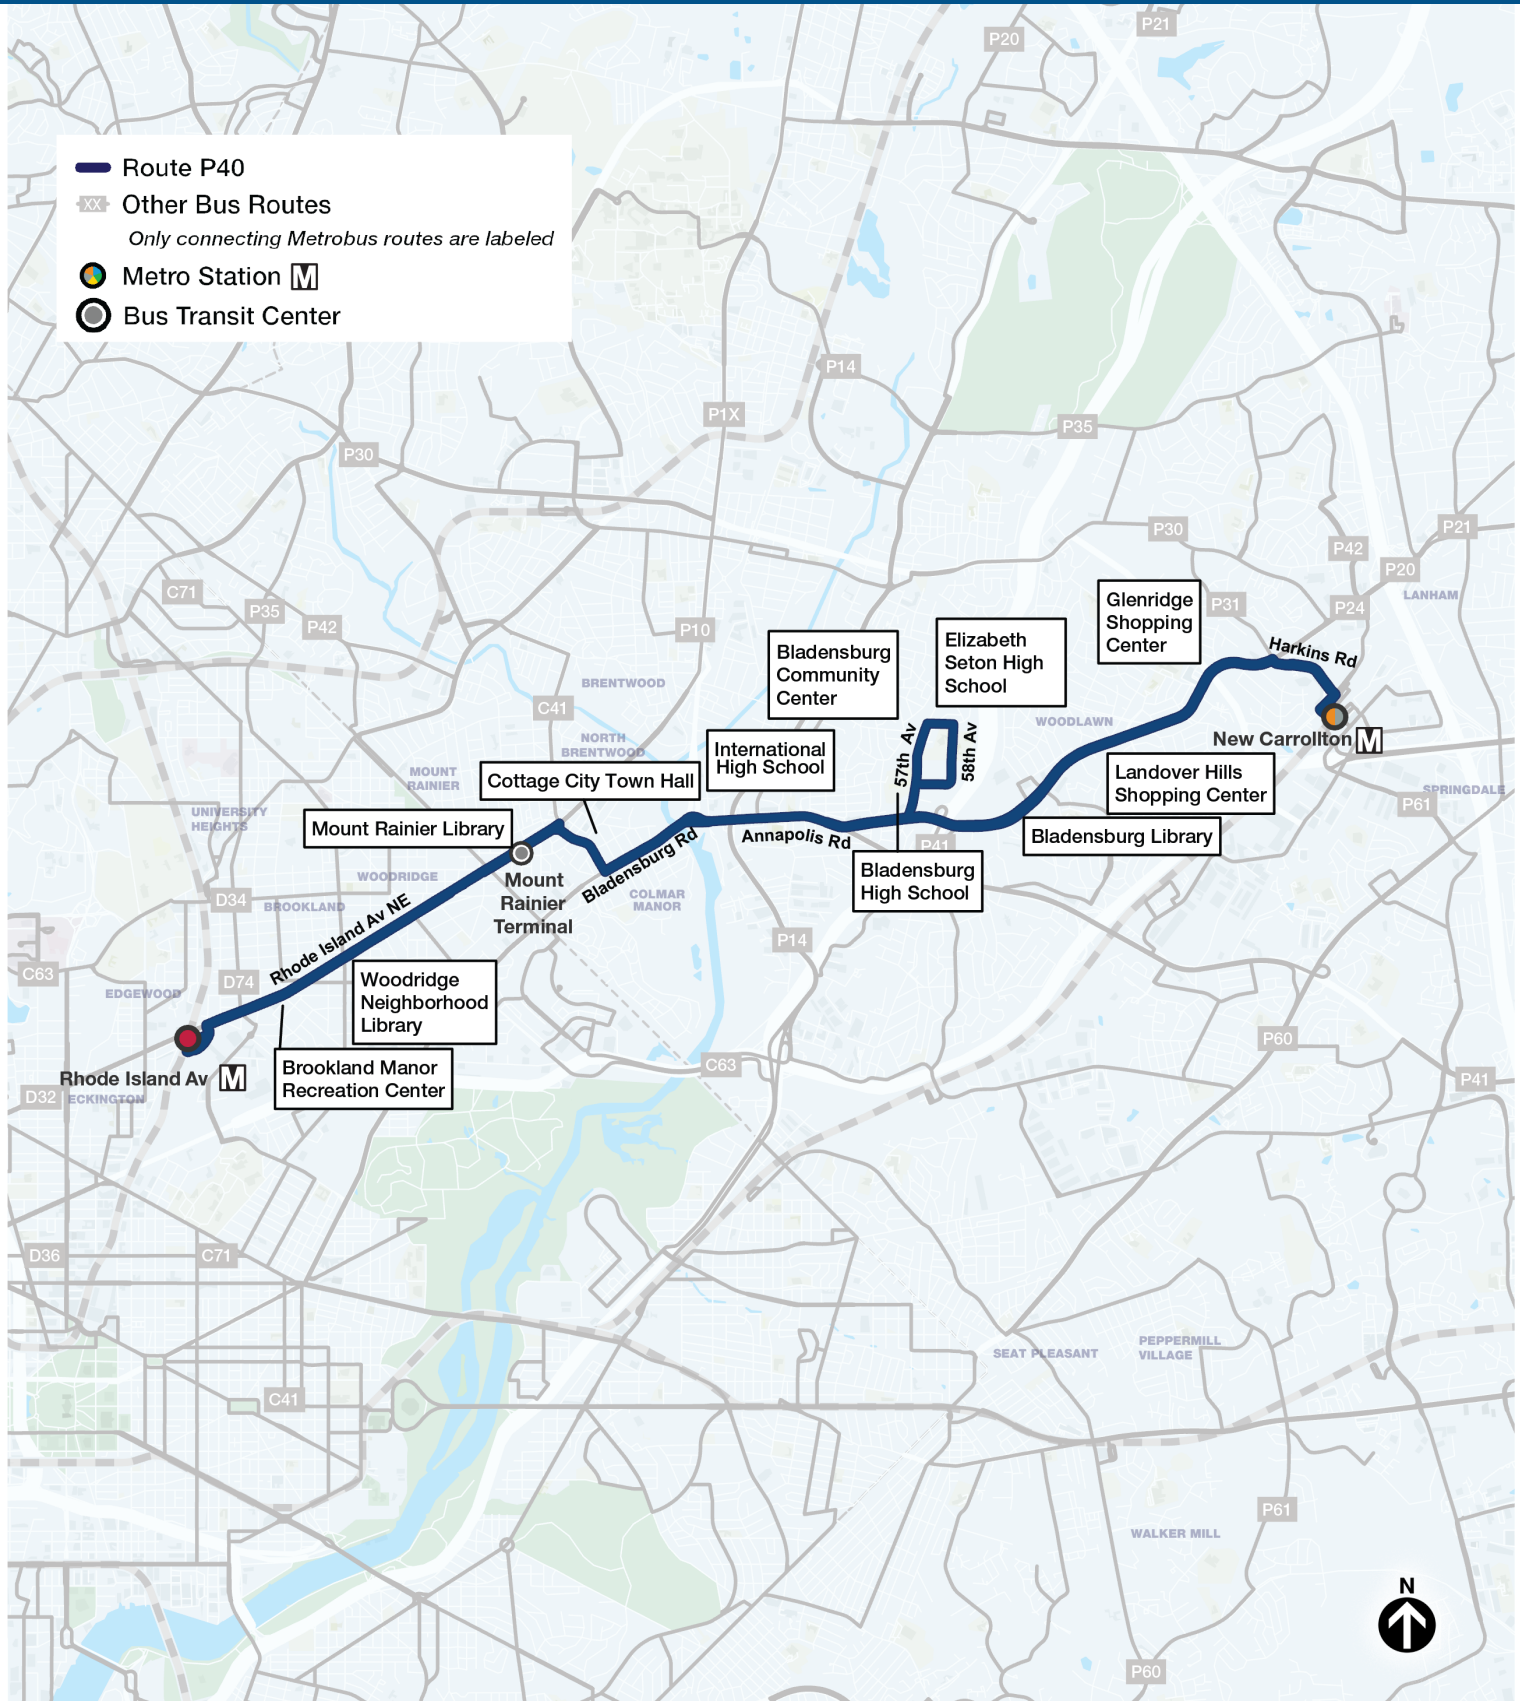 P21
P20
Route P40
XX Other Bus Routes
Only connecting Metrobus routes are labeled
Metro Station M
Bus Transit Center
P14
P1X
P35
P30
P21
P30
P42
P20
C71
P35
P42
P10
P31
P24
LANHAM
Glenridge
Shopping
Center
Elizabeth
Seton High
School
Bladensburg
Community
Center
Harkins Rd
BRENTWOOD
C41
WOODLAWN
New Carrollton M
NORTH
BRENTWOOD
International
High School
57th Av
58th Av
MOUNT
RAINIER
Cottage City Town Hall
Landover Hills
Shopping Center
SPRINGDALE
P61
UNIVERSITY
HEIGHTS
Mount Rainier Library
Annapolis Rd
P41
Bladensburg Library
Bladensburg Rd
Bladensburg
High School
WOODRIDGE
Mount
Rainier
Terminal
COLMAR
MANOR
D34
BROOKLAND
Rhode Island Av NE
P14
C63
D74
EDGEWOOD
Woodridge
Neighborhood
Library
P60
Rhode Island Av M
Brookland Manor
Recreation Center
C63
P41
D32
ECKINGTON
D36
C71
SEAT PLEASANT
PEPPERMILL
VILLAGE
C41
P61
WALKER MILL
N
P60